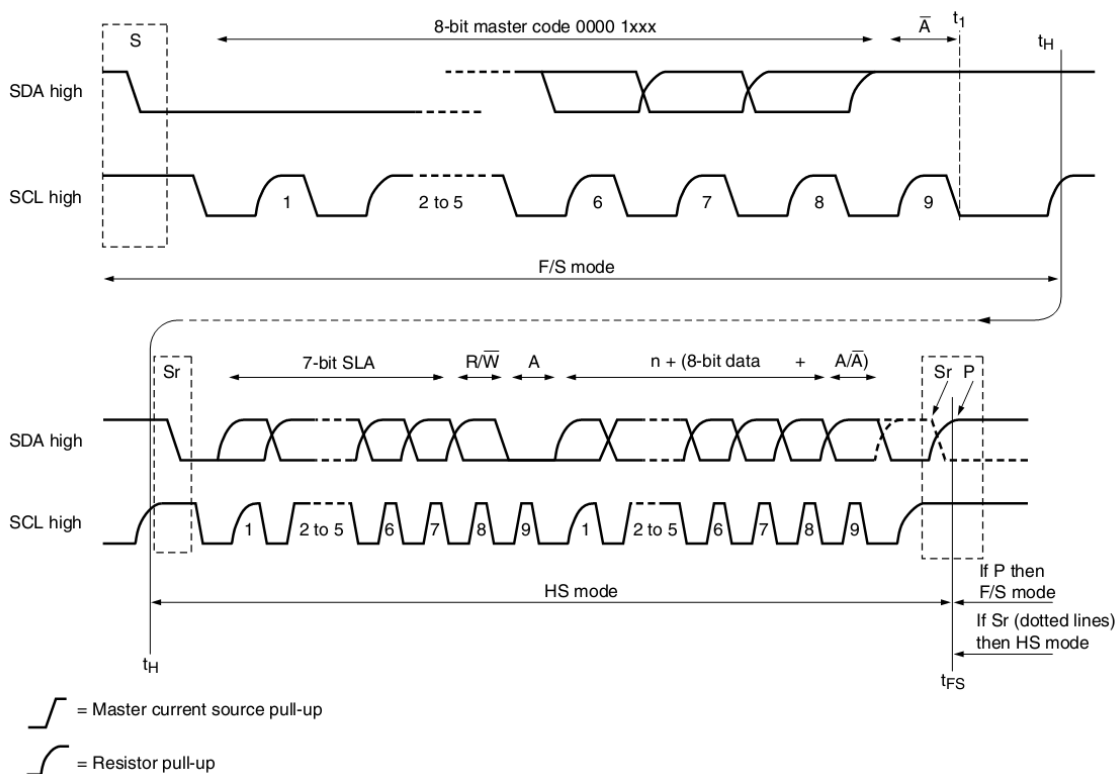 S
8-bit master code 0000 1xxx
A̅
t1
tH
SDA high
SCL high
1
2 to 5
6
7
8
9
F/S mode
Sr
7-bit SLA
R/W̅
A
n + (8-bit data + A/A̅)
Sr P
SDA high
SCL high
1
2 to 5
6
7
8
9
1
2 to 5
6
7
8
9
HS mode
If P then
F/S mode
If Sr (dotted lines)
then HS mode
tH
tFS
= Master current source pull-up
= Resistor pull-up